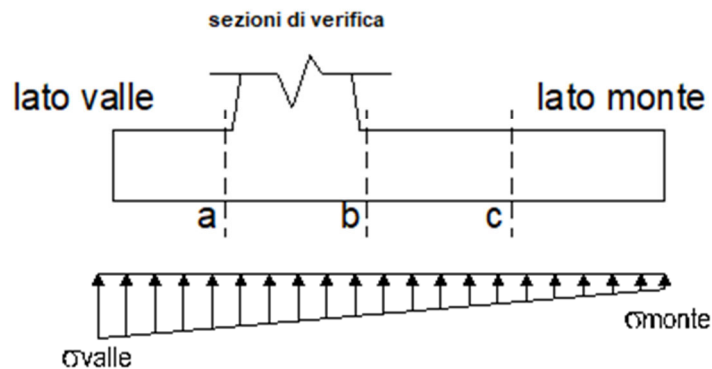 sezioni di verifica
lato valle
lato monte
a
b
c
σmonte
σvalle